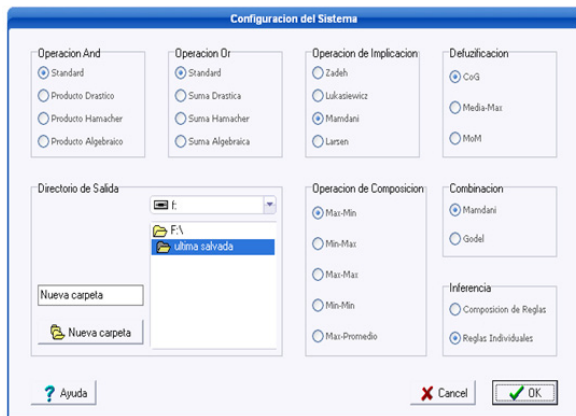 Configuracion del Sistema
Operacion And
Standard
Producto Drastico
Producto Hamacher
Producto Algebraico
Operacion Or
Standard
Suma Drastica
Suma Hamacher
Suma Algebraica
Operacion de Implicacion
Zadeh
Lukasiewicz
Mamdani
Larsen
Defuzificacion
CoG
Media-Max
MoM
Directorio de Salida
f:
F:\
ultima salvada
Nueva carpeta
Nueva carpeta
Operacion de Composicion
Max-Min
Min-Max
Max-Max
Min-Min
Max-Promedio
Combinacion
Mamdani
Godel
Inferencia
Composicion de Reglas
Reglas Individuales
? Ayuda
Cancel
OK